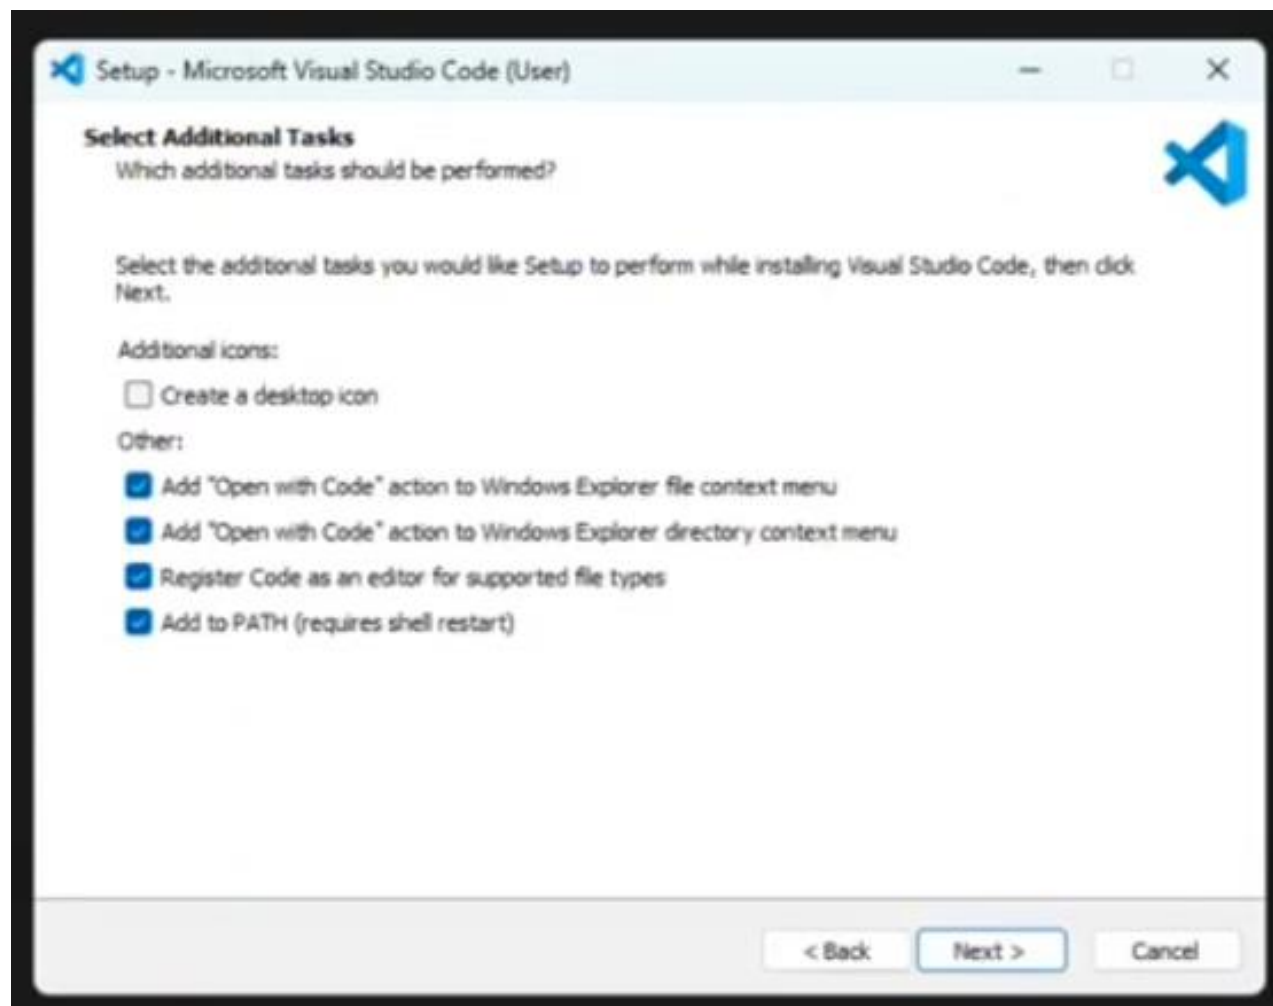 Setup - Microsoft Visual Studio Code (User)
Select Additional Tasks
Which additional tasks should be performed?
Select the additional tasks you would like Setup to perform while installing Visual Studio Code, then click
Next.
Additional icons:
Create a desktop icon
Other:
Add "Open with Code" action to Windows Explorer file context menu
Add "Open with Code" action to Windows Explorer directory context menu
Register Code as an editor for supported file types
Add to PATH (requires shell restart)
< Back Next > Cancel